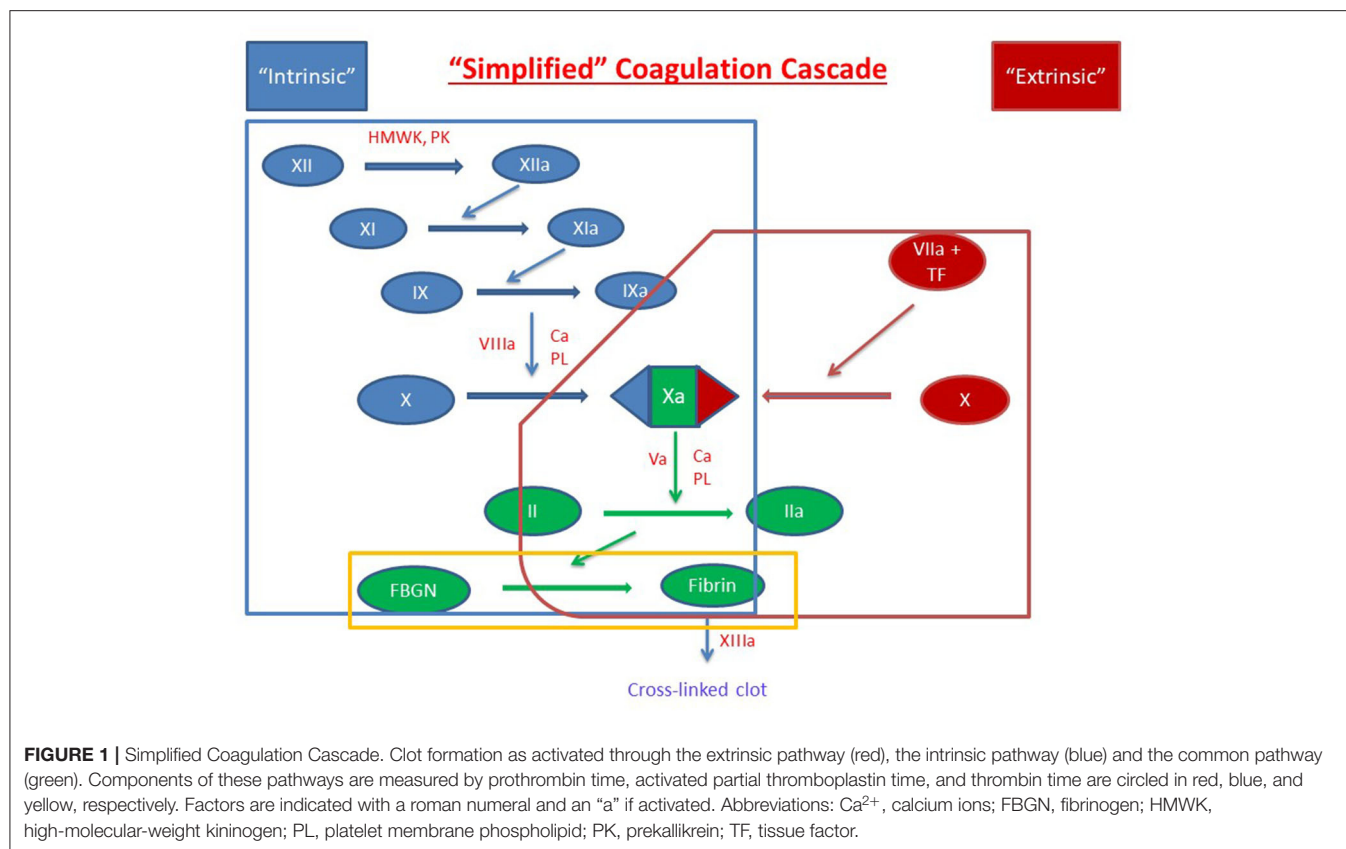 “Intrinsic”
“Simplified” Coagulation Cascade
“Extrinsic”
HMWK, PK
XII
XIIa
XI
XIa
VIIa +
TF
IX
IXa
VIIIa
Ca
PL
X
Xa
X
Va
Ca
PL
II
IIa
FBGN
Fibrin
XIIIa
Cross-linked clot
FIGURE 1 | Simplified Coagulation Cascade. Clot formation as activated through the extrinsic pathway (red), the intrinsic pathway (blue) and the common pathway
(green). Components of these pathways are measured by prothrombin time, activated partial thromboplastin time, and thrombin time are circled in red, blue, and
yellow, respectively. Factors are indicated with a roman numeral and an “a” if activated. Abbreviations: Ca²⁺, calcium ions; FBGN, fibrinogen; HMWK,
high-molecular-weight kininogen; PL, platelet membrane phospholipid; PK, prekallikrein; TF, tissue factor.